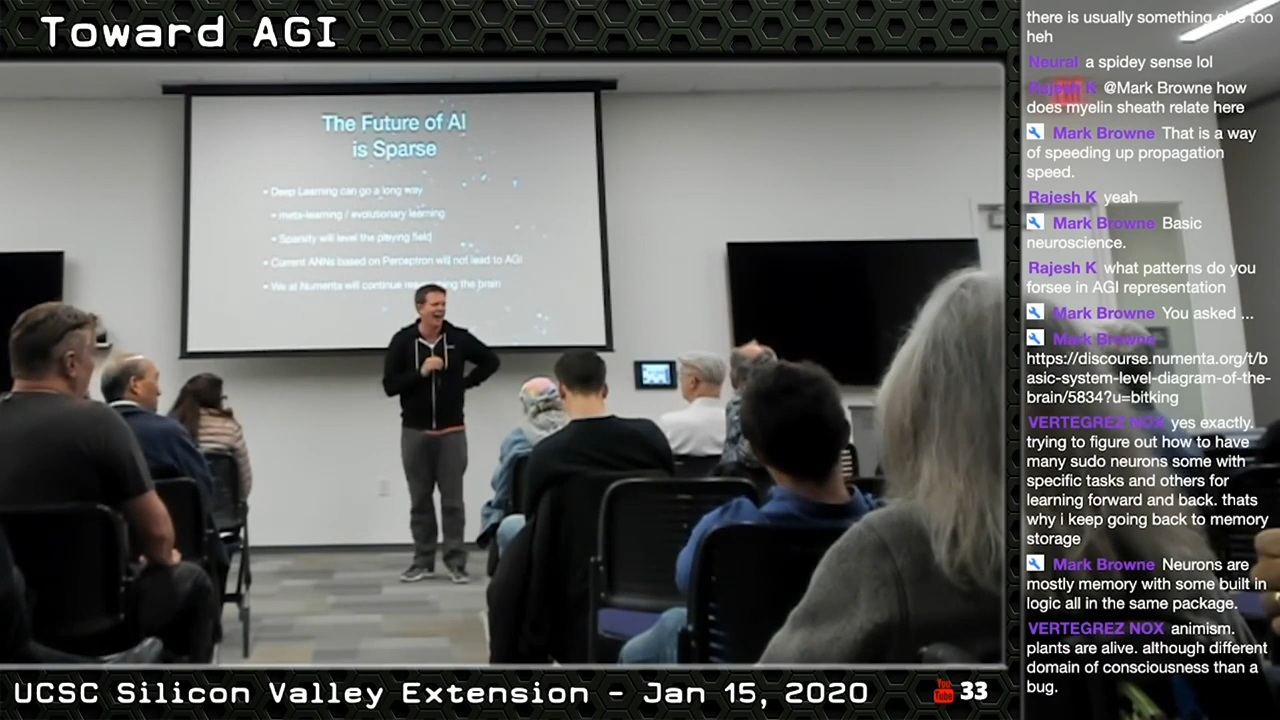 Toward AGI
The Future of AI
is Sparse
• Deep Learning can go a long way
• meta-learning / evolutionary learning
• Sparsity will level the playing field
• Current ANNs based on Perceptron will not lead to AGI
• We at Numenta will continue the brain
there is usually something else too
heh
Neural a spidey sense lol
Rajesh K @Mark Browne how
does myelin sheath relate here
Mark Browne That is a way
of speeding up propagation
speed.
Rajesh K yeah
Mark Browne Basic
neuroscience.
Rajesh K what patterns do you
forsee in AGI representation
Mark Browne You asked ...
Mark Browne
https://discourse.numenta.org/t/b
asic-system-level-diagram-of-the-
brain/5834?u=bitking
VERTEGREZ NOX yes exactly.
trying to figure out how to have
many sudo neurons some with
specific tasks and others for
learning forward and back. thats
why i keep going back to memory
storage
Mark Browne Neurons are
mostly memory with some built in
logic all in the same package.
VERTEGREZ NOX animism.
plants are alive. although different
domain of consciousness than a
bug.
UCSC Silicon Valley Extension - Jan 15, 2020
You
Tube
33